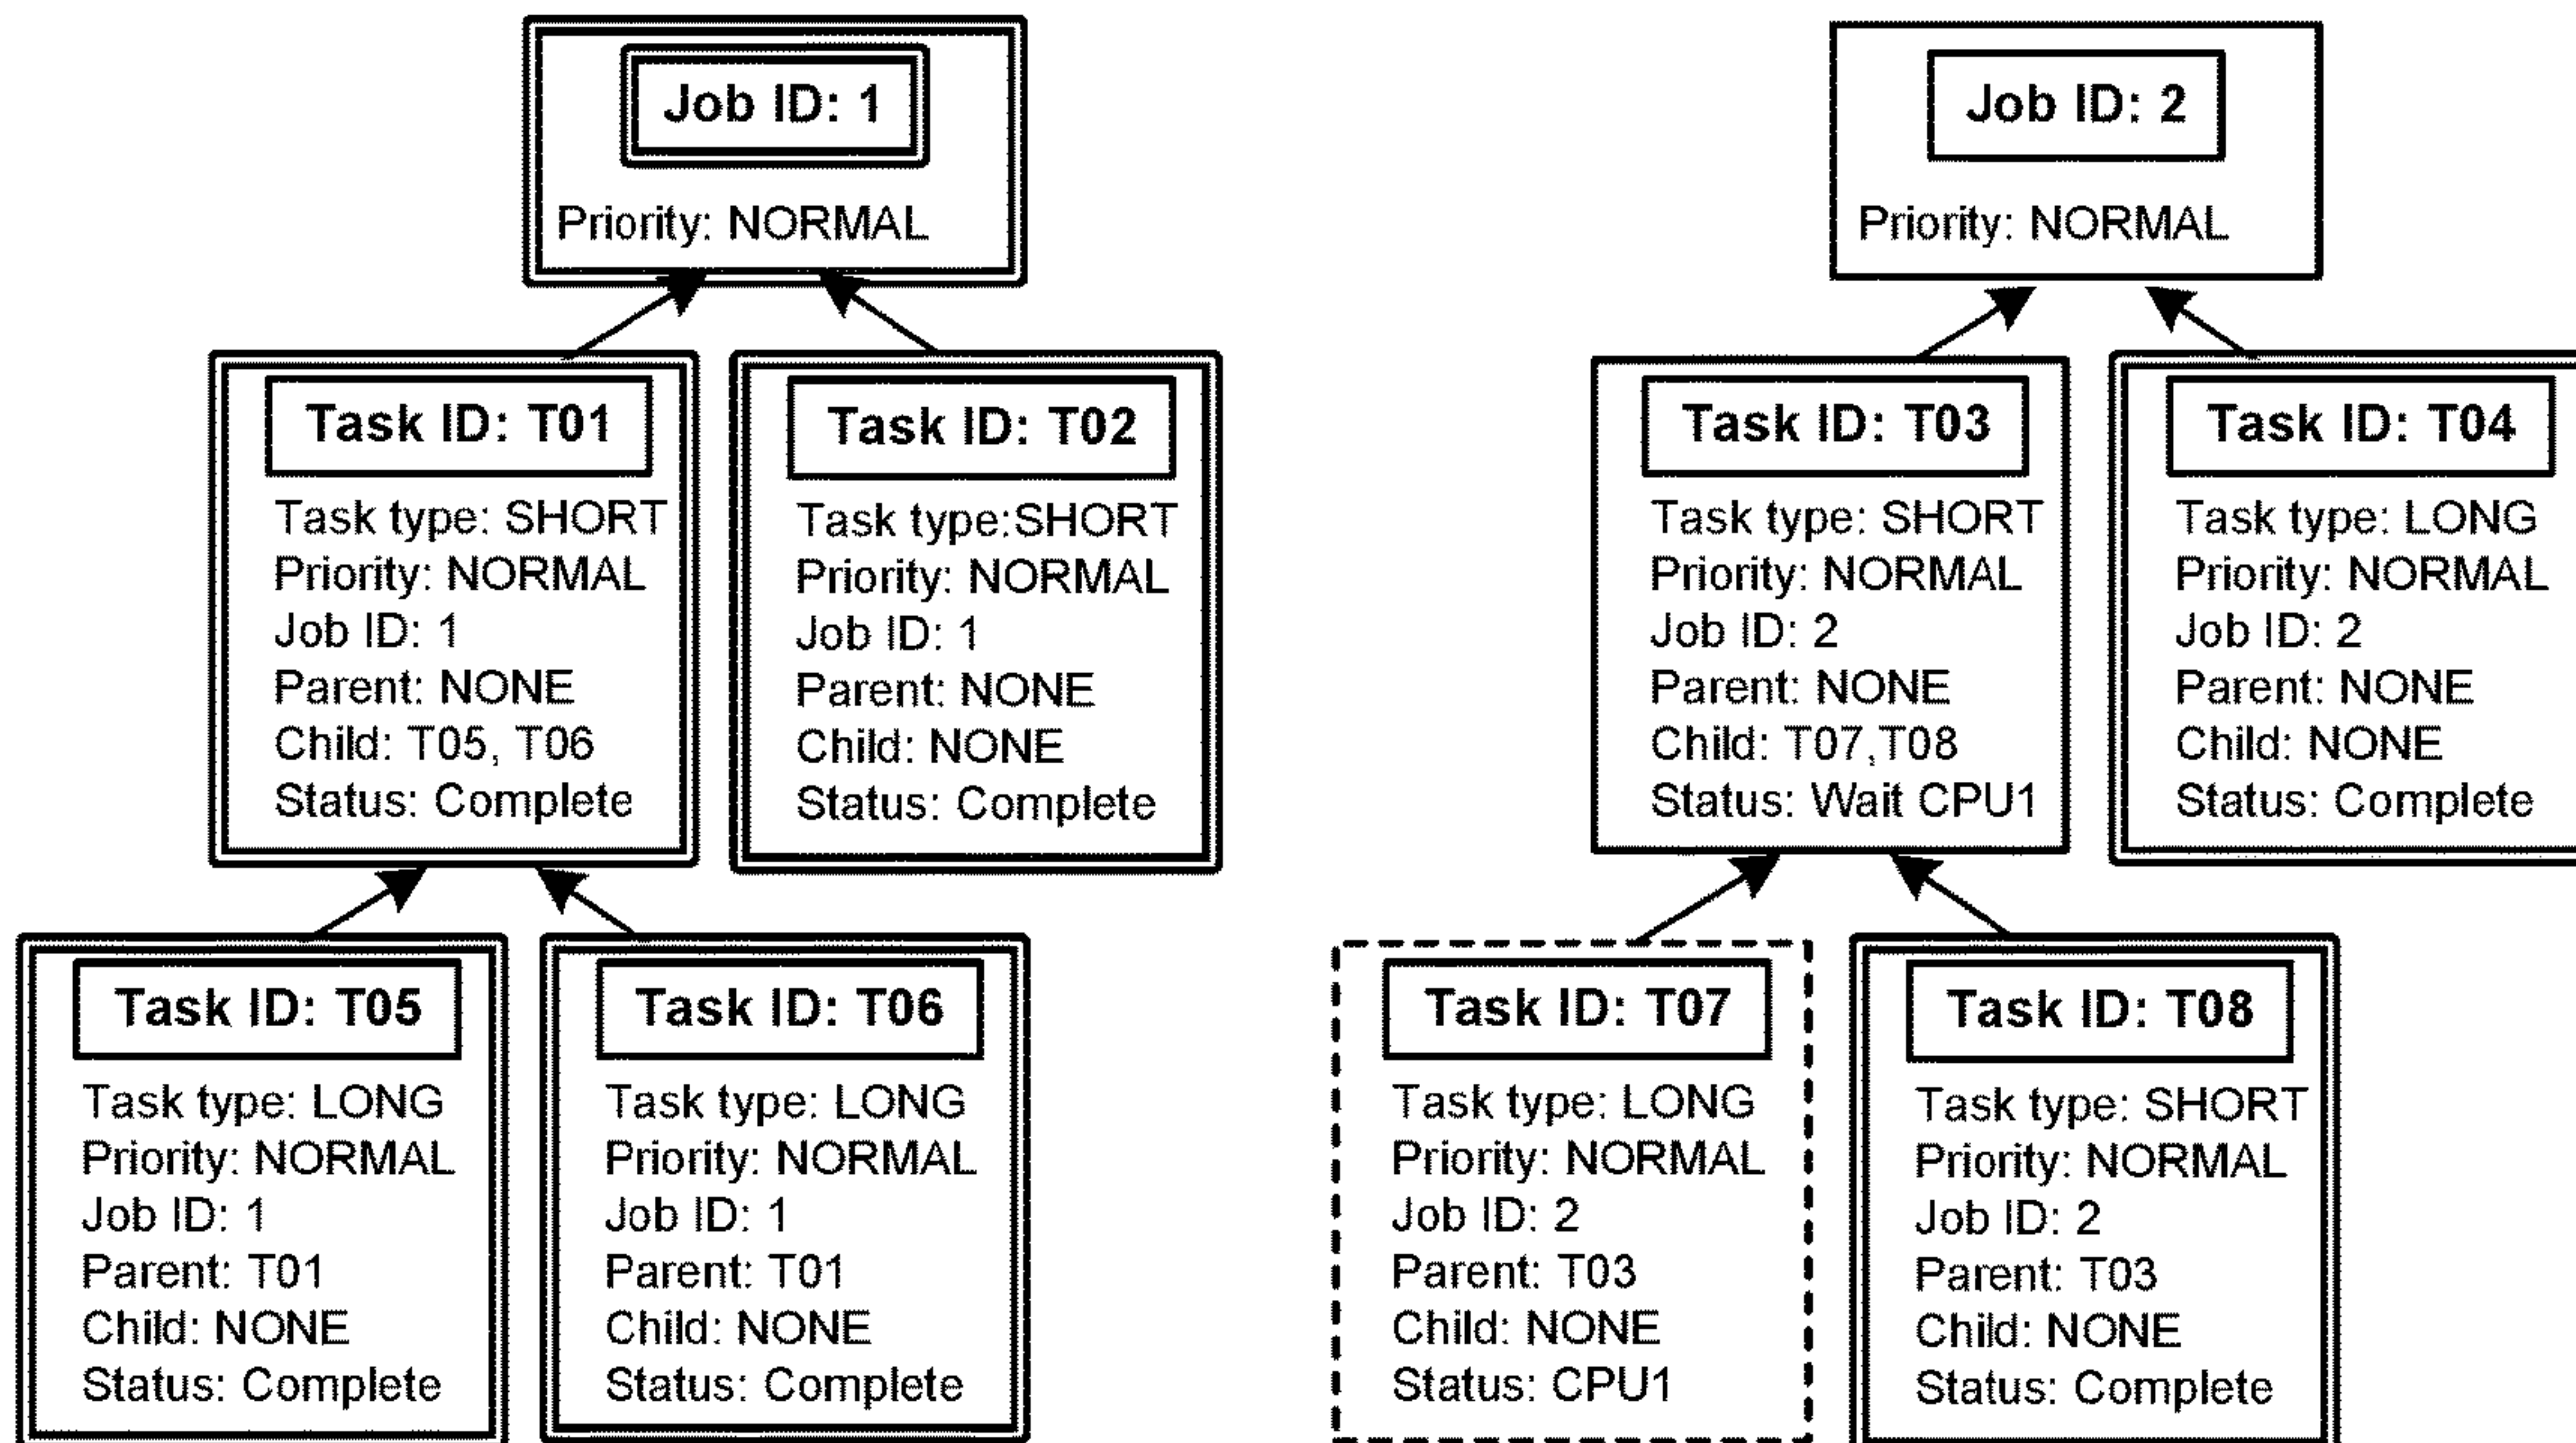 Job ID: 1
Priority: NORMAL
Job ID: 2
Priority: NORMAL
Task ID: T01
Task type: SHORT
Priority: NORMAL
Job ID: 1
Parent: NONE
Child: T05, T06
Status: Complete
Task ID: T02
Task type:SHORT
Priority: NORMAL
Job ID: 1
Parent: NONE
Child: NONE
Status: Complete
Task ID: T03
Task type: SHORT
Priority: NORMAL
Job ID: 2
Parent: NONE
Child: T07,T08
Status: Wait CPU1
Task ID: T04
Task type: LONG
Priority: NORMAL
Job ID: 2
Parent: NONE
Child: NONE
Status: Complete
Task ID: T05
Task type: LONG
Priority: NORMAL
Job ID: 1
Parent: T01
Child: NONE
Status: Complete
Task ID: T06
Task type: LONG
Priority: NORMAL
Job ID: 1
Parent: T01
Child: NONE
Status: Complete
Task ID: T07
Task type: LONG
Priority: NORMAL
Job ID: 2
Parent: T03
Child: NONE
Status: CPU1
Task ID: T08
Task type: SHORT
Priority: NORMAL
Job ID: 2
Parent: T03
Child: NONE
Status: Complete